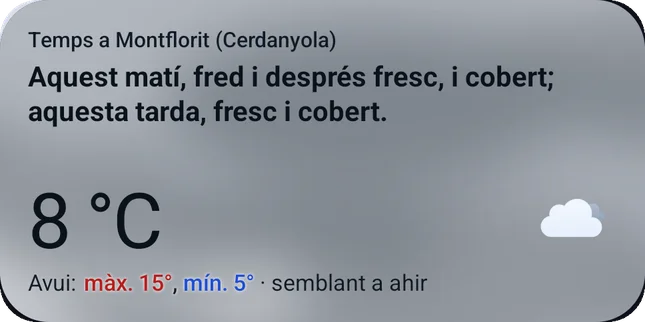 Temps a Montflorit (Cerdanyola)
Aquest matí, fred i després fresc, i cobert;
aquesta tarda, fresc i cobert.
8 °C
Avui: màx. 15°, mín. 5° · semblant a ahir